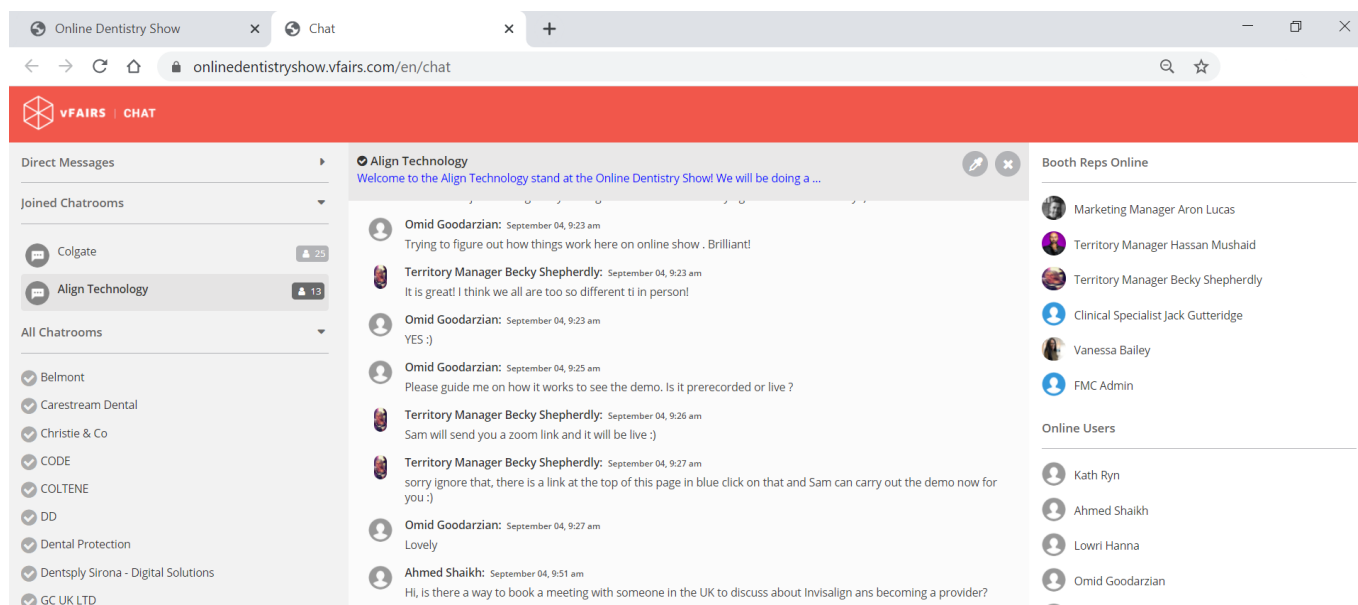 Online Dentistry Show
Chat
onlinedentistryshow.vfairs.com/en/chat
vFAIRS | CHAT
Direct Messages
Joined Chatrooms
Colgate
25
Align Technology
13
All Chatrooms
Belmont
Carestream Dental
Christie & Co
CODE
COLTENE
DD
Dental Protection
Dentsply Sirona - Digital Solutions
GC UK LTD
Align Technology
Welcome to the Align Technology stand at the Online Dentistry Show! We will be doing a ...
Omid Goodarzian: September 04, 9:23 am
Trying to figure out how things work here on online show . Brilliant!
Territory Manager Becky Shepherdly: September 04, 9:23 am
It is great! I think we all are too so different ti in person!
Omid Goodarzian: September 04, 9:23 am
YES :)
Omid Goodarzian: September 04, 9:25 am
Please guide me on how it works to see the demo. Is it prerecorded or live ?
Territory Manager Becky Shepherdly: September 04, 9:26 am
Sam will send you a zoom link and it will be live :)
Territory Manager Becky Shepherdly: September 04, 9:27 am
sorry ignore that, there is a link at the top of this page in blue click on that and Sam can carry out the demo now for
you :)
Omid Goodarzian: September 04, 9:27 am
Lovely
Ahmed Shaikh: September 04, 9:51 am
Hi, is there a way to book a meeting with someone in the UK to discuss about Invisalign ans becoming a provider?
Booth Reps Online
Marketing Manager Aron Lucas
Territory Manager Hassan Mushaid
Territory Manager Becky Shepherdly
Clinical Specialist Jack Gutteridge
Vanessa Bailey
FMC Admin
Online Users
Kath Ryn
Ahmed Shaikh
Lowri Hanna
Omid Goodarzian